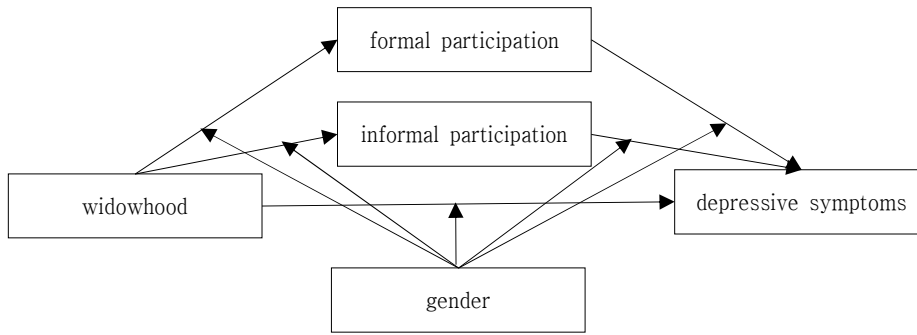 formal participation
informal participation
widowhood
depressive symptoms
gender